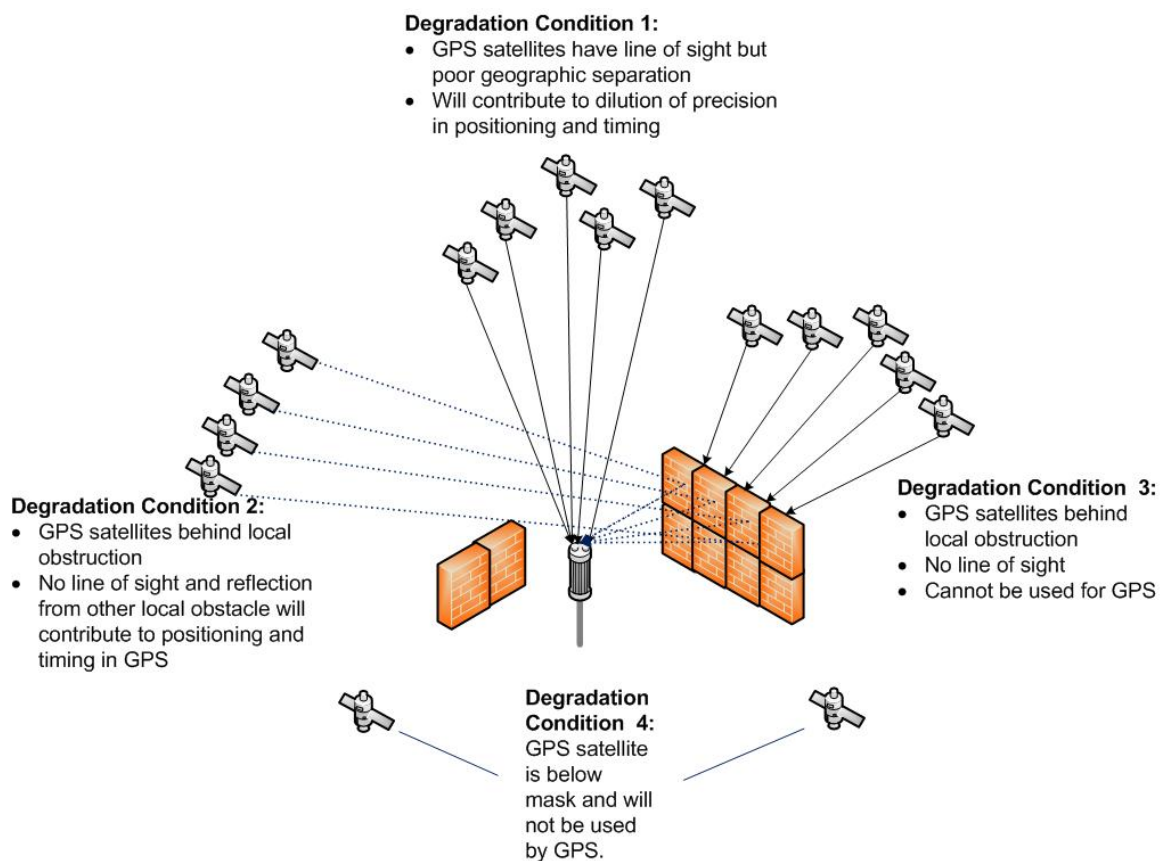 Degradation Condition 1:
• GPS satellites have line of sight but
poor geographic separation
• Will contribute to dilution of precision
in positioning and timing
Degradation Condition 2:
• GPS satellites behind local
obstruction
• No line of sight and reflection
from other local obstacle will
contribute to positioning and
timing in GPS
Degradation Condition  3:
• GPS satellites behind
local obstruction
• No line of sight
• Cannot be used for GPS
Degradation
Condition  4:
GPS satellite
is below
mask and will
not be used
by GPS.